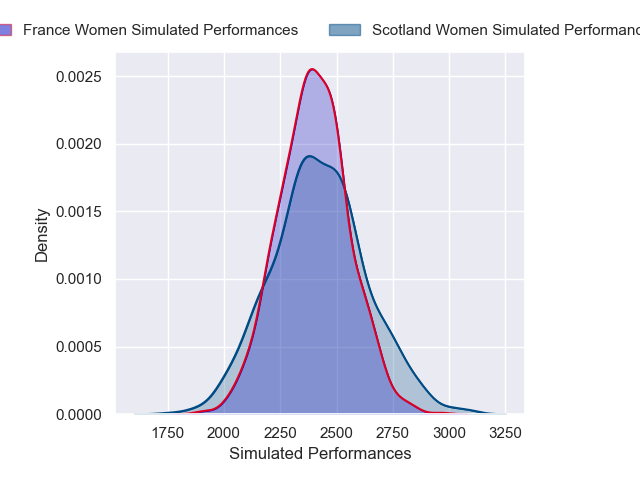 France Women Simulated Performances Scotland Women Simulated
0.0025
0.0020
0.0015
0.0010
0.0005
0.0000
Density
1750 2000 2250 2500 2750 3000 3250
Simulated Performances